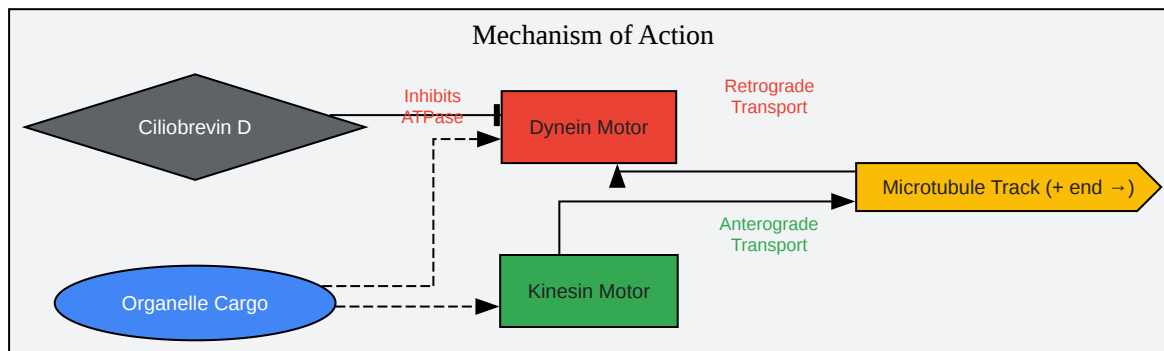 Mechanism of Action
Ciliobrevin D
Inhibits
ATPase
Dynein Motor
Retrograde
Transport
Microtubule Track (+ end →)
Anterograde
Transport
Organelle Cargo
Kinesin Motor